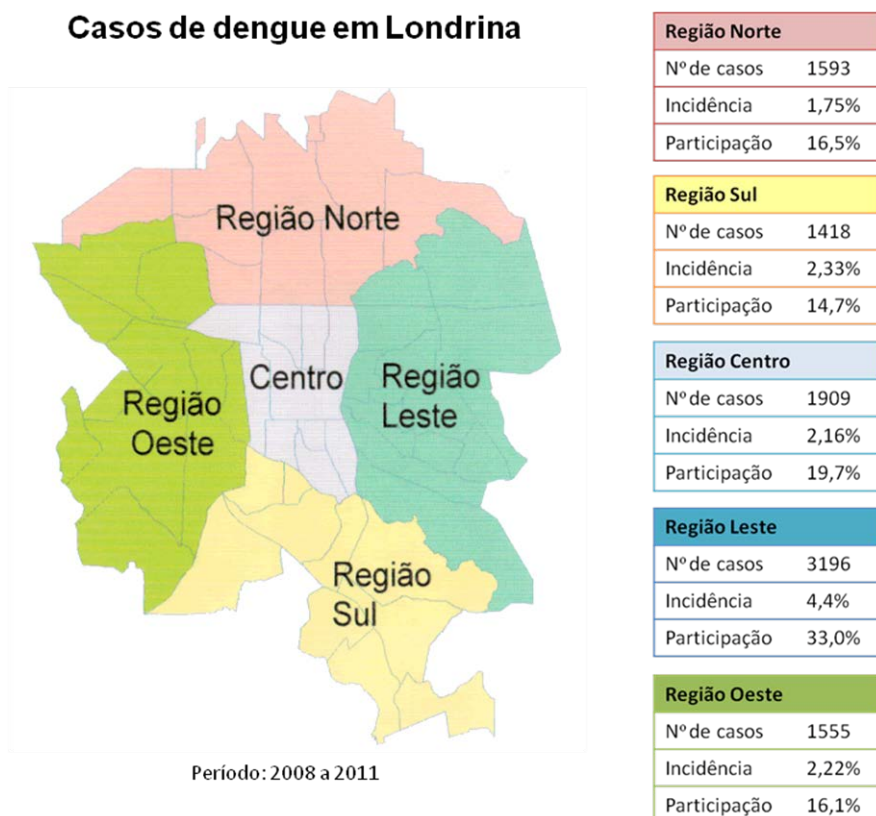 Casos de dengue em Londrina
Região Norte
Centro
Região
Leste
Região
Oeste
Região
Sul
Período: 2008 a 2011
Região Norte
Nº de casos 1593
Incidência 1,75%
Participação 16,5%
Região Sul
Nº de casos 1418
Incidência 2,33%
Participação 14,7%
Região Centro
Nº de casos 1909
Incidência 2,16%
Participação 19,7%
Região Leste
Nº de casos 3196
Incidência 4,4%
Participação 33,0%
Região Oeste
Nº de casos 1555
Incidência 2,22%
Participação 16,1%